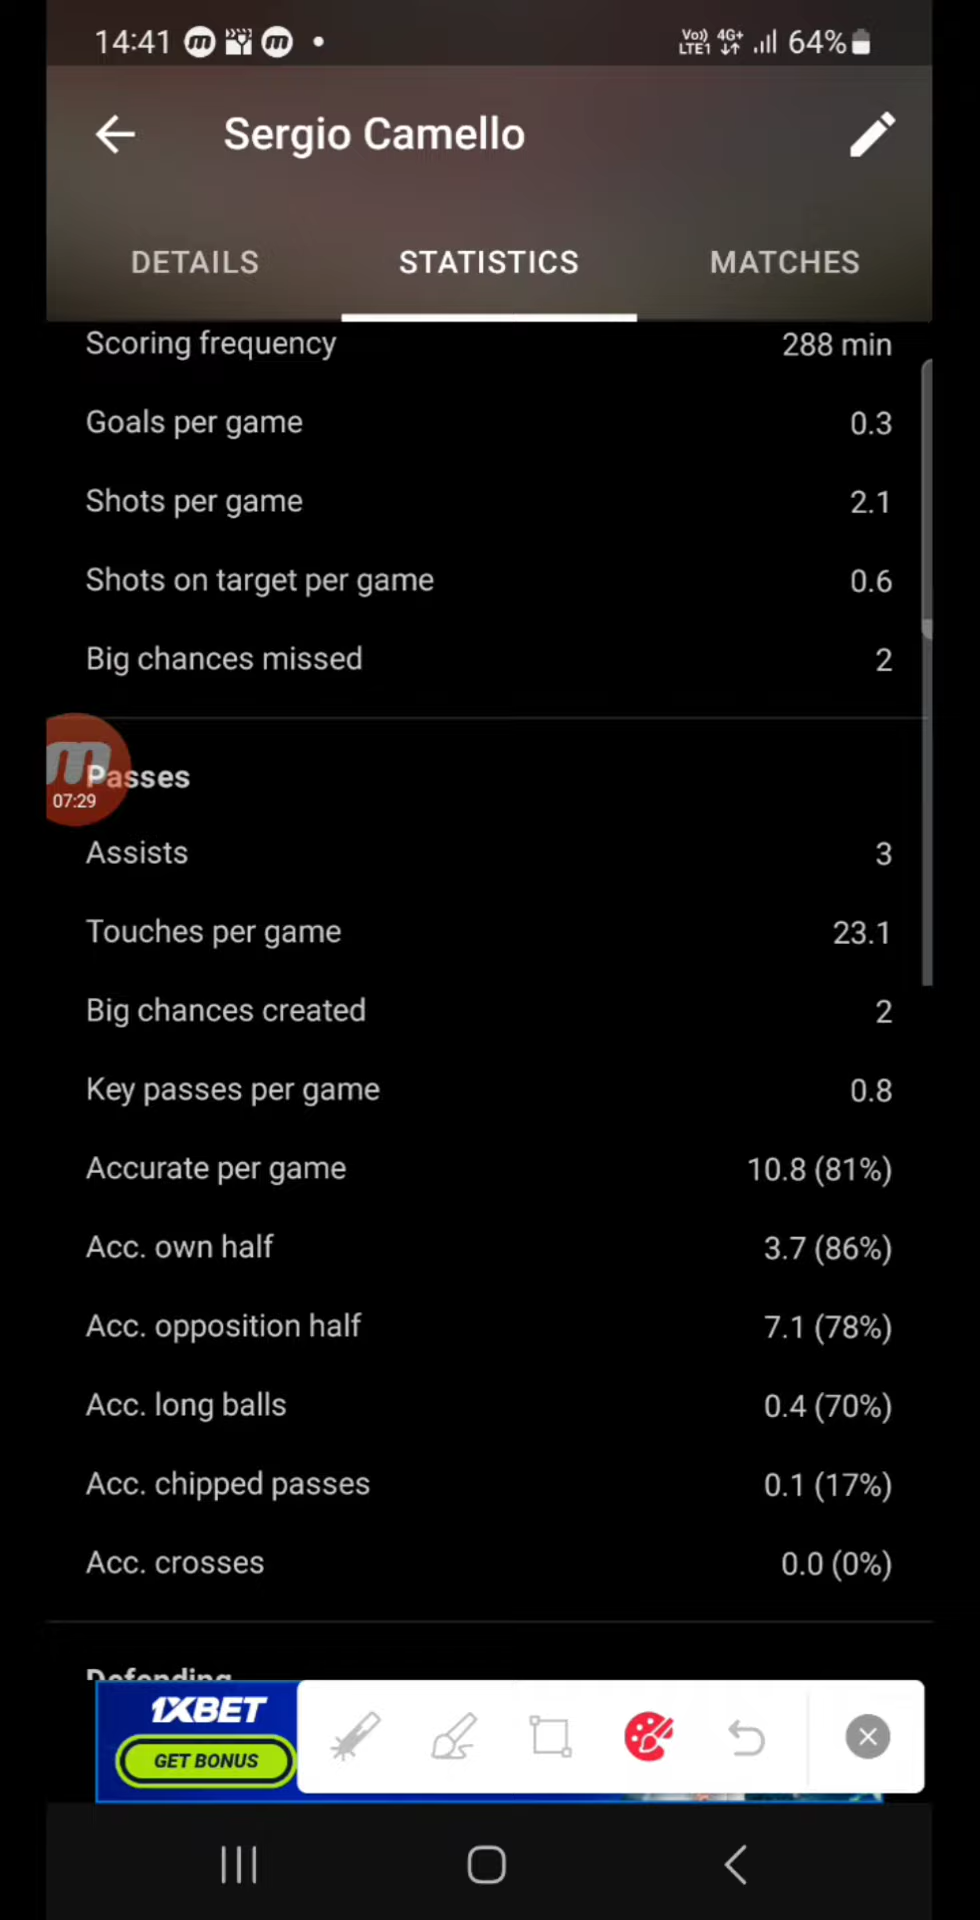 14:41 m m • Vo)) LTE1 4G+ 64%
Sergio Camello
DETAILS STATISTICS MATCHES
Scoring frequency 288 min
Goals per game 0.3
Shots per game 2.1
Shots on target per game 0.6
Big chances missed 2
m
Passes
07:29
Assists 3
Touches per game 23.1
Big chances created 2
Key passes per game 0.8
Accurate per game 10.8 (81%)
Acc. own half 3.7 (86%)
Acc. opposition half 7.1 (78%)
Acc. long balls 0.4 (70%)
Acc. chipped passes 0.1 (17%)
Acc. crosses 0.0 (0%)
Defending
1XBET
GET BONUS